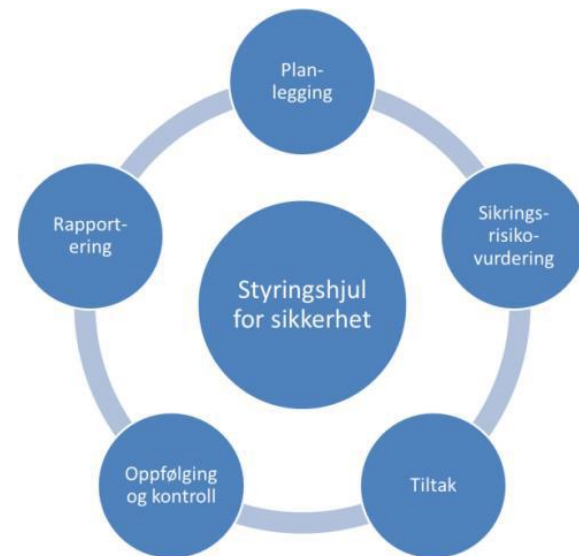 Plan-
legging
Sikrings-
risiko-
vurdering
Tiltak
Oppfølging
og kontroll
Rapport-
ering
Styringshjul
for sikkerhet